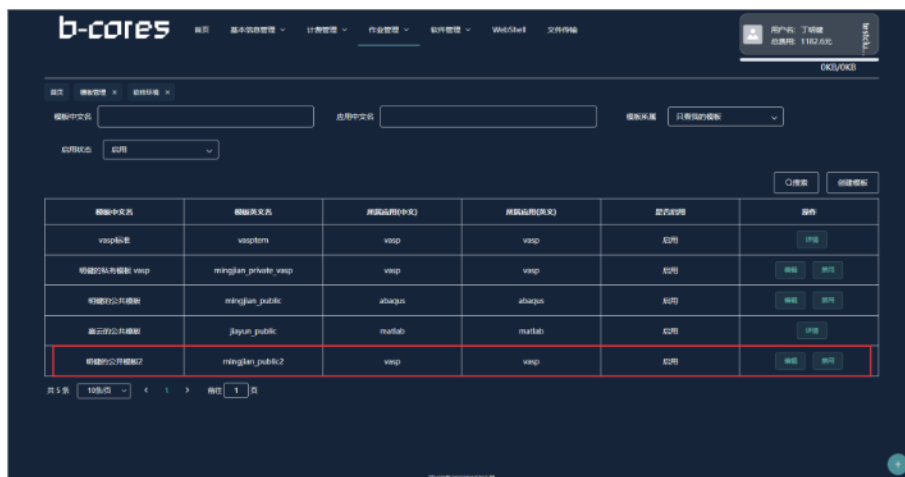 b-cores 首页 基本信息管理 计费管理 作业管理 软件管理 WebShell 文件传输
用户名: 丁明健
总费用: 1182.6元
0KB/0KB
首页 模板管理 × 软件环境 ×
模板中文名 应用中文名 模板所属 只看我的模板
启用状态 启用
搜索 创建模板
模板中文名 模板英文名 所属应用(中文) 所属应用(英文) 是否启用 操作
vasp标准 vasptem vasp vasp 启用 详情
明健的私有模板 vasp mingjian_private_vasp vasp vasp 启用 编辑 禁用
明健的公共模板 mingjian_public abaqus abaqus 启用 编辑 禁用
嘉云的公共模板 jiayun_public matlab matlab 启用 详情
明健的公开模板2 mingjian_public2 vasp vasp 启用 编辑 禁用
共 5 条 10条/页 1 前往 1 页